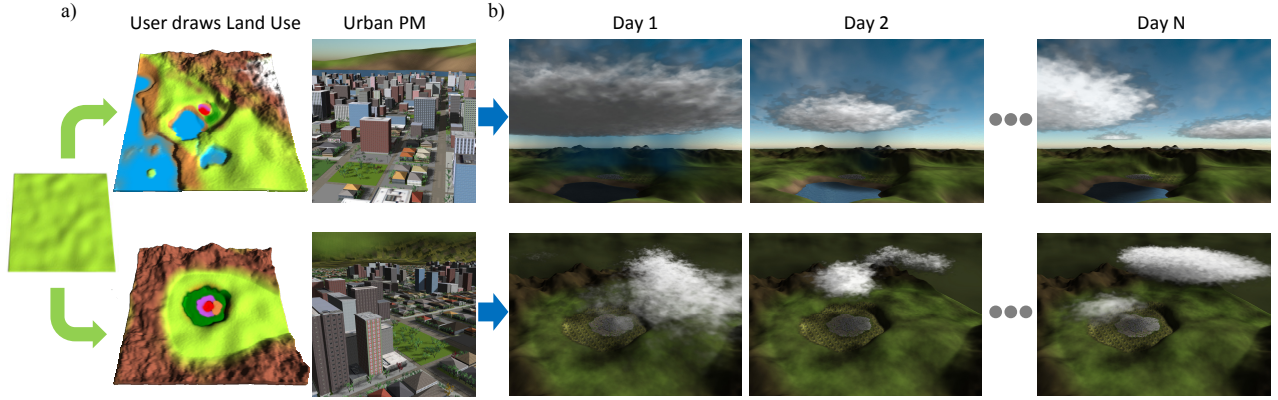 a)
User draws Land Use
Urban PM
b)
Day 1
Day 2
Day N